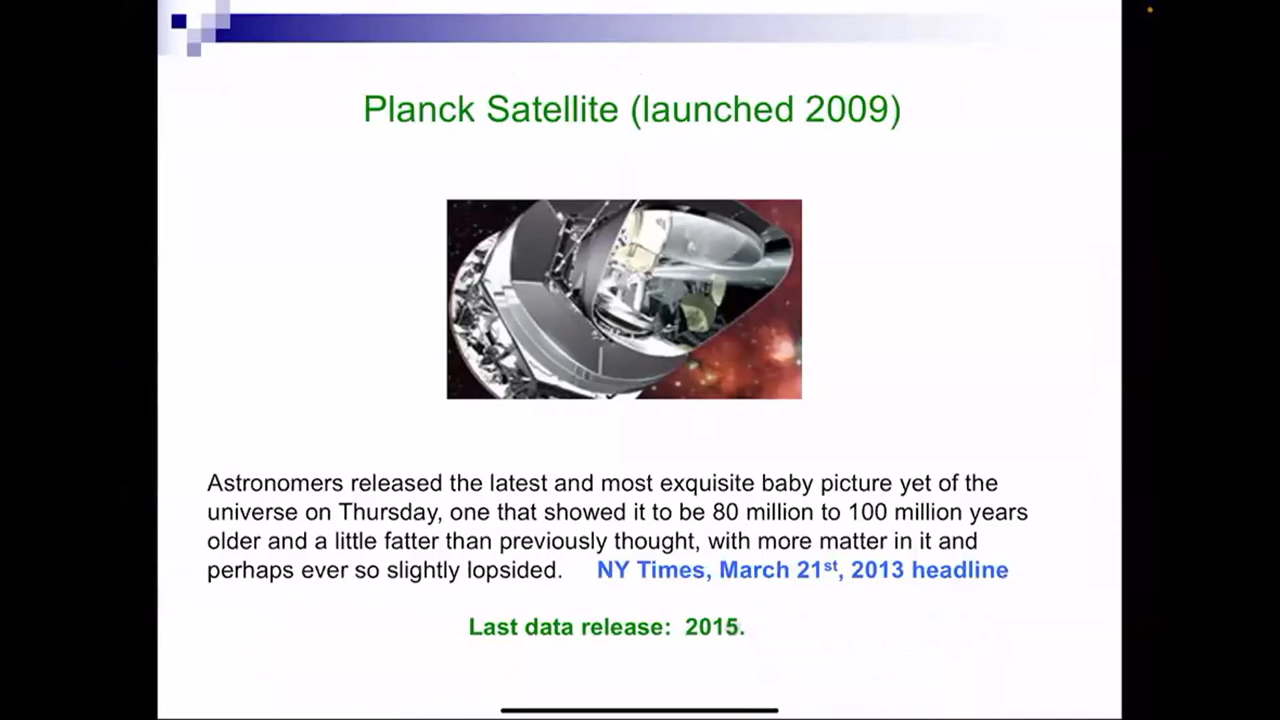 Planck Satellite (launched 2009)
Astronomers released the latest and most exquisite baby picture yet of the
universe on Thursday, one that showed it to be 80 million to 100 million years
older and a little fatter than previously thought, with more matter in it and
perhaps ever so slightly lopsided. NY Times, March 21st, 2013 headline
Last data release: 2015.